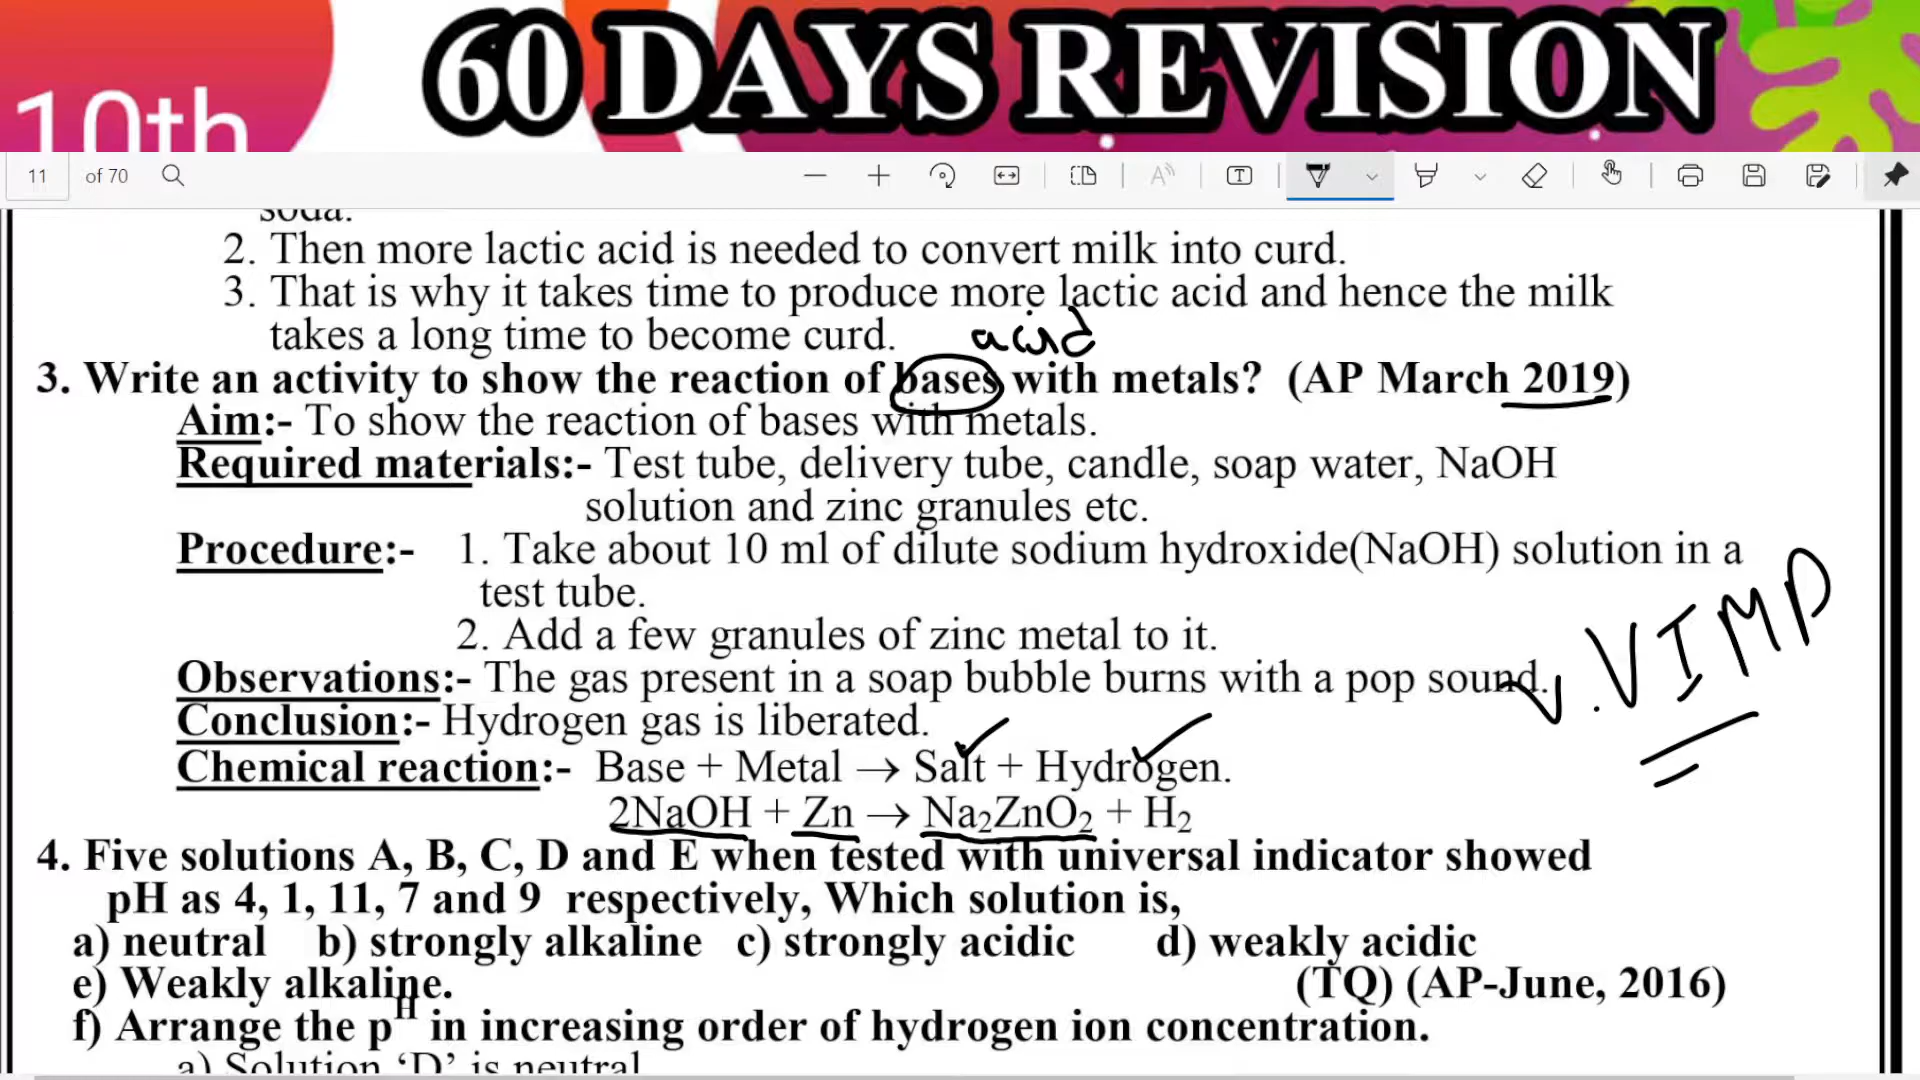 60 DAYS REVISION
10th
11 of 70
soda.
2. Then more lactic acid is needed to convert milk into curd.
3. That is why it takes time to produce more lactic acid and hence the milk
takes a long time to become curd.
acid
3. Write an activity to show the reaction of bases with metals? (AP March 2019)
Aim:- To show the reaction of bases with metals.
Required materials:- Test tube, delivery tube, candle, soap water, NaOH
solution and zinc granules etc.
Procedure:- 1. Take about 10 ml of dilute sodium hydroxide(NaOH) solution in a
test tube.
2. Add a few granules of zinc metal to it.
Observations:- The gas present in a soap bubble burns with a pop sound.
V. VIMP
Conclusion:- Hydrogen gas is liberated.
Chemical reaction:- Base + Metal → Salt + Hydrogen.
2NaOH + Zn → Na₂ZnO₂ + H₂
4. Five solutions A, B, C, D and E when tested with universal indicator showed
pH as 4, 1, 11, 7 and 9 respectively, Which solution is,
a) neutral b) strongly alkaline c) strongly acidic d) weakly acidic
e) Weakly alkaline. (TQ) (AP-June, 2016)
f) Arrange the pᴴ in increasing order of hydrogen ion concentration.
a) Solution ‘D’ is neutral